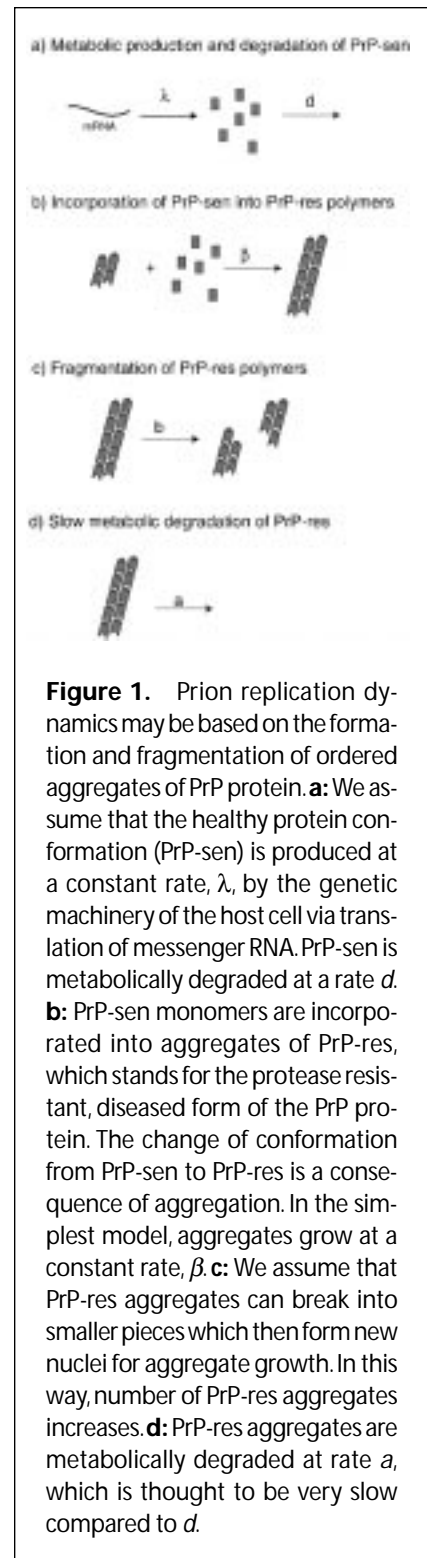 a) Metabolic production and degradation of PrP-sen
λ
d
mRNA
b) Incorporation of PrP-sen into PrP-res polymers
+
β
c) Fragmentation of PrP-res polymers
b
d) Slow metabolic degradation of PrP-res
a
Figure 1. Prion replication dy-
namics may be based on the forma-
tion and fragmentation of ordered
aggregates of PrP protein. a: We as-
sume that the healthy protein con-
formation (PrP-sen) is produced at
a constant rate, λ, by the genetic
machinery of the host cell via trans-
lation of messenger RNA. PrP-sen is
metabolically degraded at a rate d.
b: PrP-sen monomers are incorpo-
rated into aggregates of PrP-res,
which stands for the protease resis-
tant, diseased form of the PrP pro-
tein. The change of conformation
from PrP-sen to PrP-res is a conse-
quence of aggregation. In the sim-
plest model, aggregates grow at a
constant rate, β. c: We assume that
PrP-res aggregates can break into
smaller pieces which then form new
nuclei for aggregate growth. In this
way, number of PrP-res aggregates
increases. d: PrP-res aggregates are
metabolically degraded at rate a,
which is thought to be very slow
compared to d.